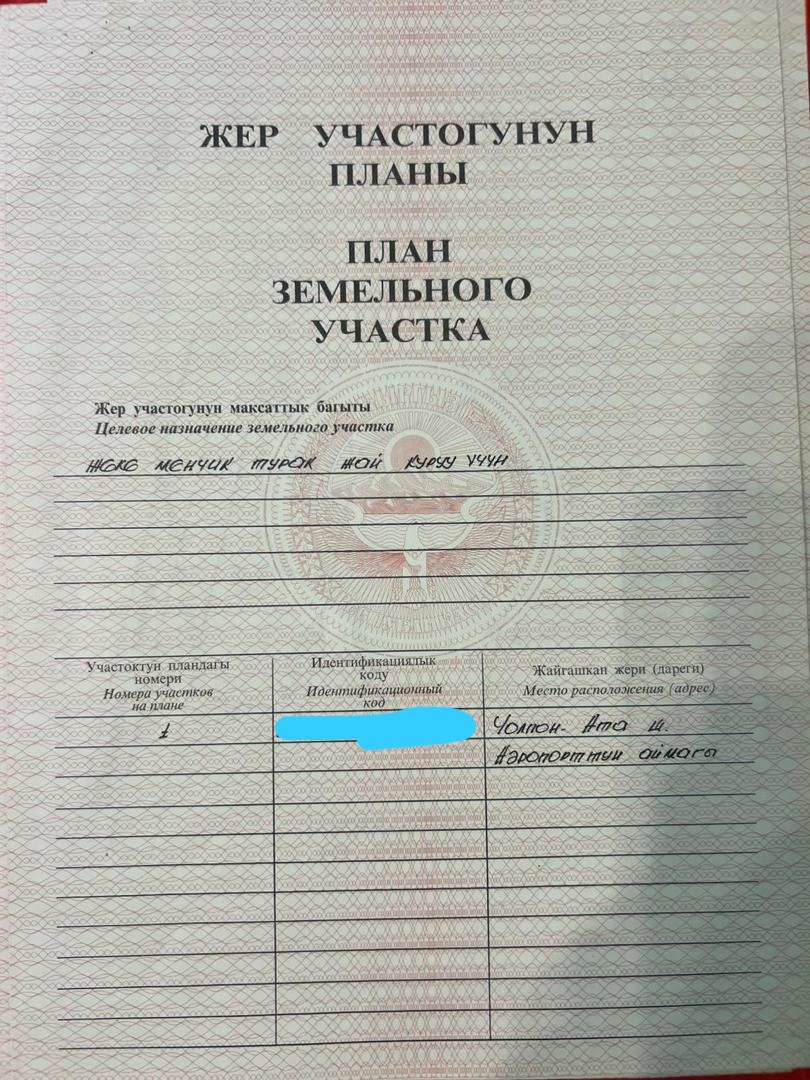 ЖЕР УЧАСТОГУНУН
ПЛАНЫ
ПЛАН
ЗЕМЕЛЬНОГО
УЧАСТКА
Жер участогунун максаттык багыты
Целевое назначение земельного участка
ЖЕКЕ МЕНЧИК ТУРАК ЖАЙ КУРУУ ҮЧҮН
Участоктун пландагы
номери
Номера участков
на плане
Идентификациялык
коду
Идентификационный
код
Жайгашкан жери (дареги)
Место расположения (адрес)
1
Чолпон-Ата ш.
Аэропорттун аймагы